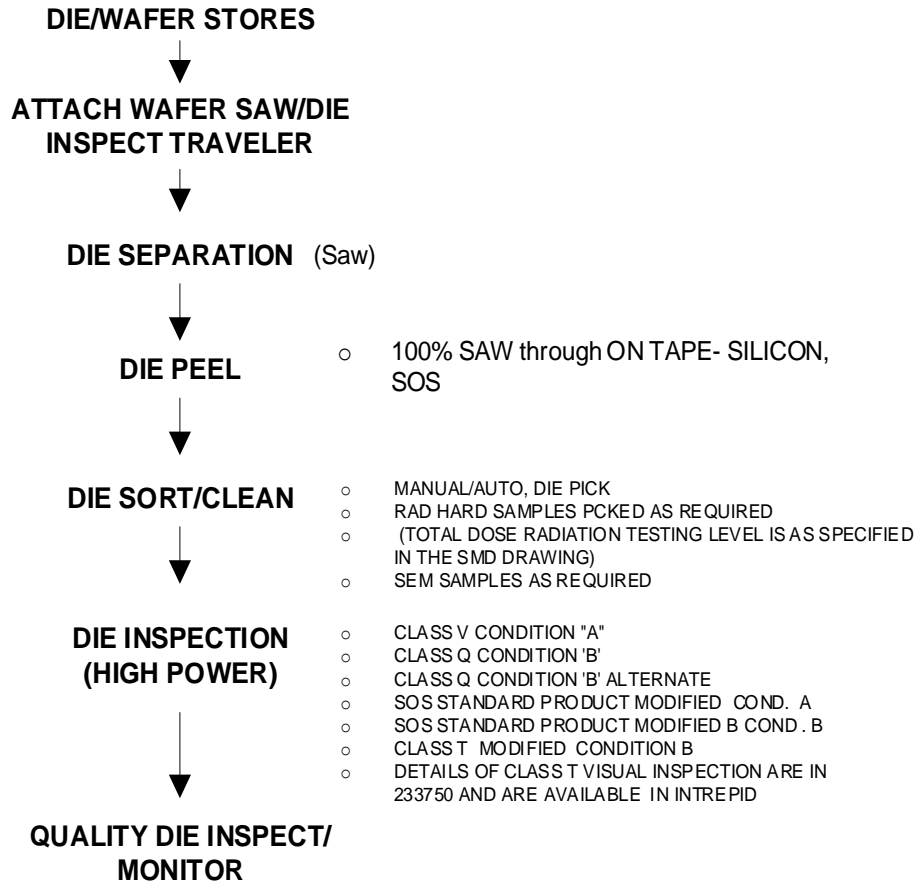 DIE/WAFER STORES
ATTACH WAFER SAW/DIE
INSPECT TRAVELER
DIE SEPARATION (Saw)
DIE PEEL
○ 100% SAW through ON TAPE- SILICON,
SOS
DIE SORT/CLEAN
○ MANUAL/AUTO, DIE PICK
○ RAD HARD SAMPLES PCKED AS REQUIRED
○ (TOTAL DOSE RADIATION TESTING LEVEL IS AS SPECIFIED
IN THE SMD DRAWING)
○ SEM SAMPLES AS REQUIRED
DIE INSPECTION
(HIGH POWER)
○ CLASS V CONDITION "A"
○ CLASS Q CONDITION 'B'
○ CLASS Q CONDITION 'B' ALTERNATE
○ SOS STANDARD PRODUCT MODIFIED COND. A
○ SOS STANDARD PRODUCT MODIFIED B COND. B
○ CLASS T MODIFIED CONDITION B
○ DETAILS OF CLASS T VISUAL INSPECTION ARE IN
233750 AND ARE AVAILABLE IN INTREPID
QUALITY DIE INSPECT/
MONITOR